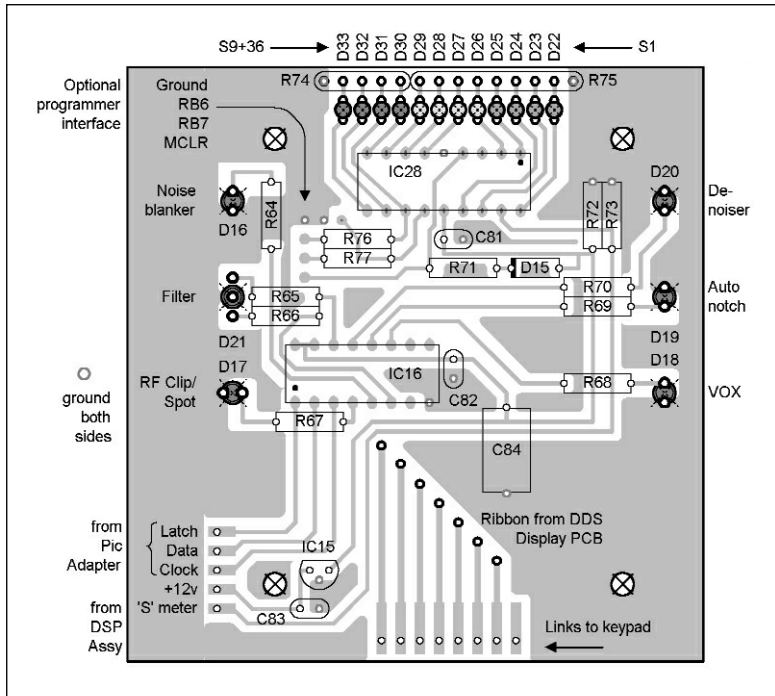 D33 D32 D31 D30 D29 D28 D27 D26 D25 D24 D23 D22
S9+36
S1
R74
R75
Optional
programmer
interface
Ground
RB6
RB7
MCLR
IC28
Noise
blanker
D16
R64
R72
R73
D20
De-
noiser
R76
R77
C81
R71
D15
Filter
R65
R66
R70
R69
Auto
notch
D21
D17
D19
D18
IC16
RF Clip/
Spot
C82
R68
VOX
ground
both
sides
R67
C84
from
Pic
Adapter
Latch
Data
Clock
+12v
'S' meter
IC15
Ribbon from DDS
Display PCB
from
DSP
Assy
C83
Links to keypad